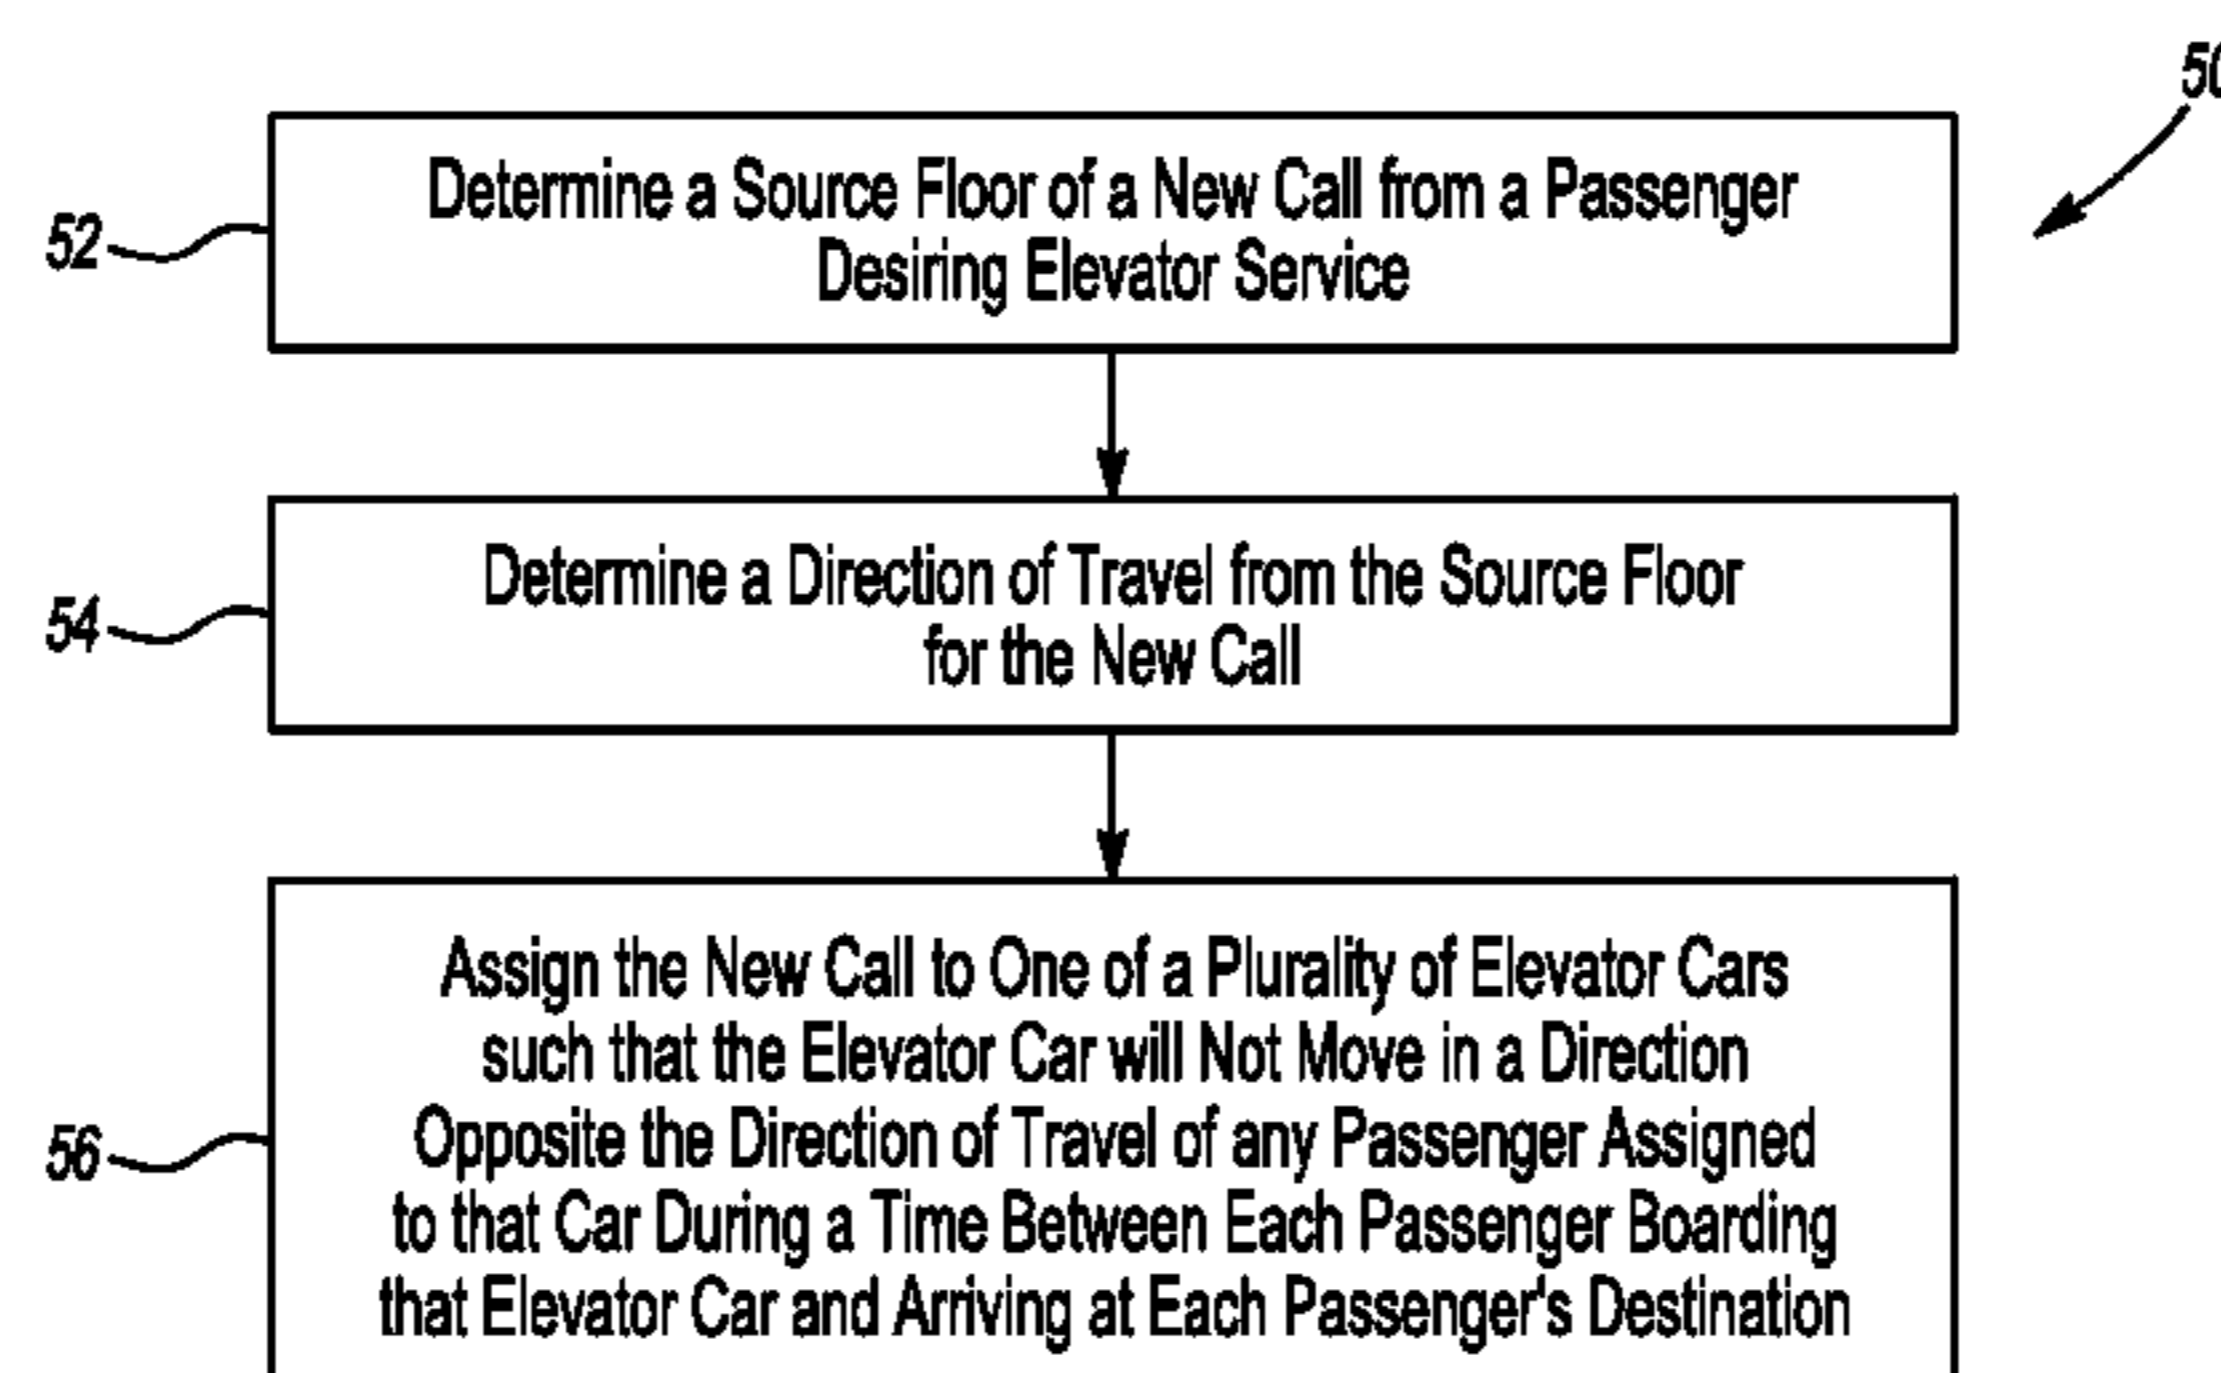 50
Determine a Source Floor of a New Call from a Passenger
Desiring Elevator Service
52
Determine a Direction of Travel from the Source Floor
for the New Call
54
Assign the New Call to One of a Plurality of Elevator Cars
such that the Elevator Car will Not Move in a Direction
Opposite the Direction of Travel of any Passenger Assigned
to that Car During a Time Between Each Passenger Boarding
that Elevator Car and Arriving at Each Passenger's Destination
56